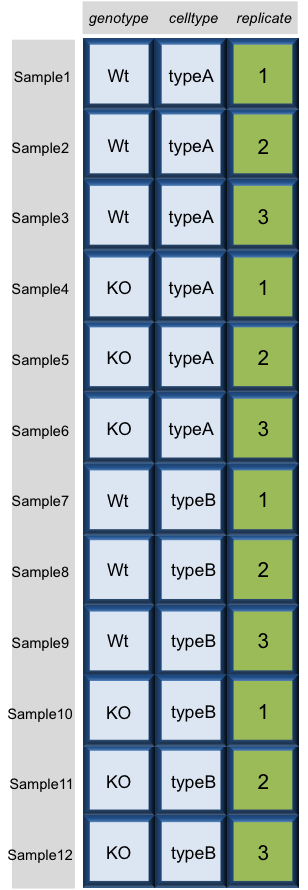 genotype celltype replicate
Sample1 Wt typeA 1
Sample2 Wt typeA 2
Sample3 Wt typeA 3
Sample4 KO typeA 1
Sample5 KO typeA 2
Sample6 KO typeA 3
Sample7 Wt typeB 1
Sample8 Wt typeB 2
Sample9 Wt typeB 3
Sample10 KO typeB 1
Sample11 KO typeB 2
Sample12 KO typeB 3